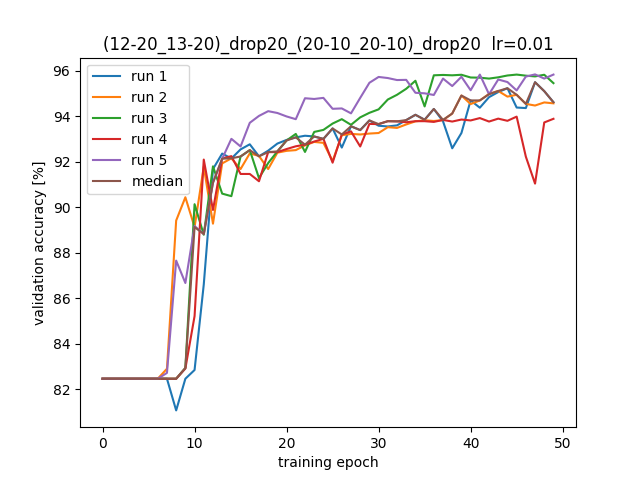 (12-20_13-20)_drop20_(20-10_20-10)_drop20  lr=0.01
run 1
run 2
run 3
run 4
run 5
median
validation accuracy [%]
96
94
92
90
88
86
84
82
0
10
20
30
40
50
training epoch